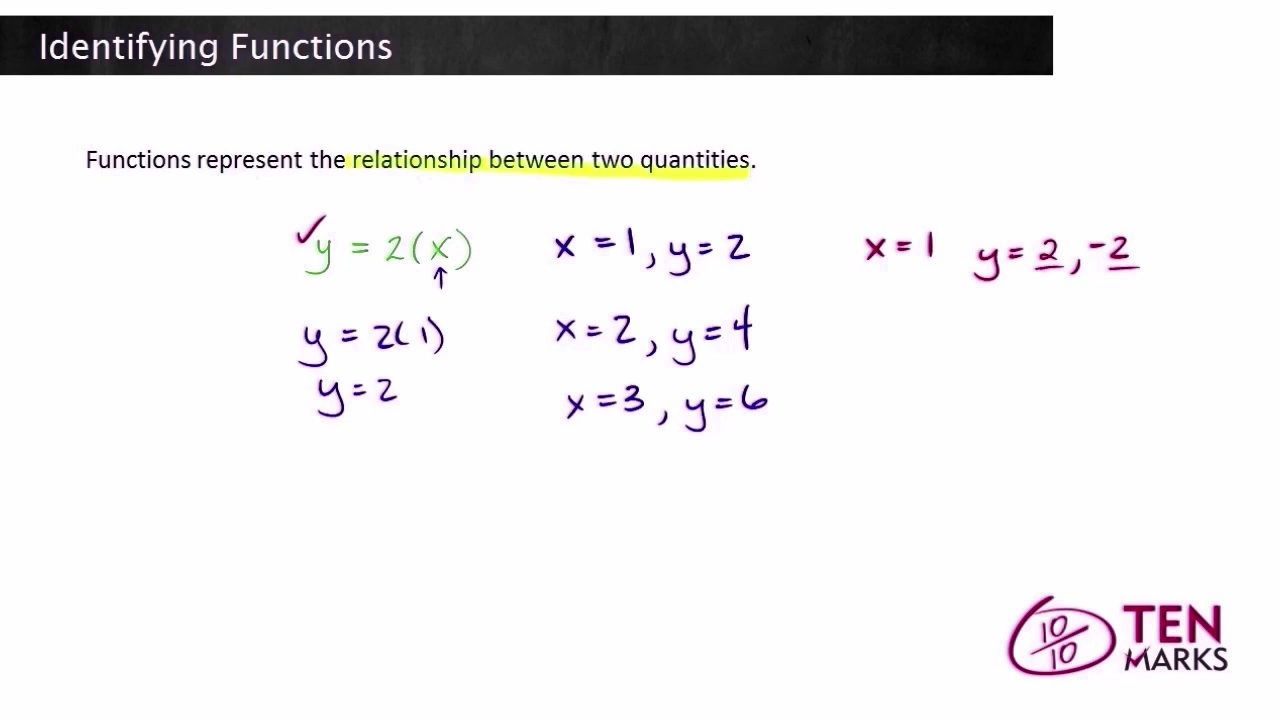 Identifying Functions
Functions represent the relationship between two quantities.
✓ y = 2(x) x = 1, y = 2 x = 1 y = 2, -2
↑
y = 2(1) x = 2, y = 4
y = 2 x = 3, y = 6
10/10 TEN
MARKS